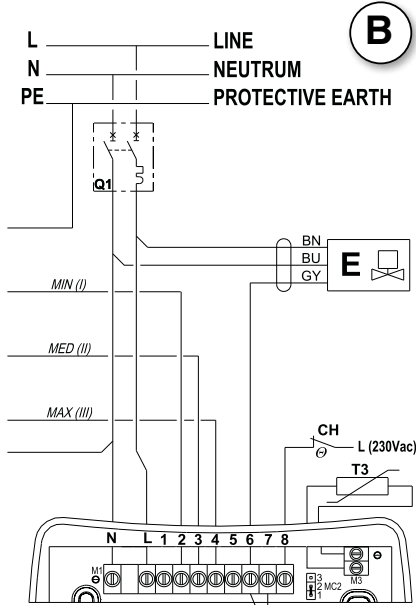 B
L LINE
N NEUTRUM
PE PROTECTIVE EARTH
Q1
BN
BU
GY
E
MIN (I)
MED (II)
MAX (III)
CH
L (230Vac)
T3
N L 1 2 3 4 5 6 7 8
M1
3
2 MC2
1
M3